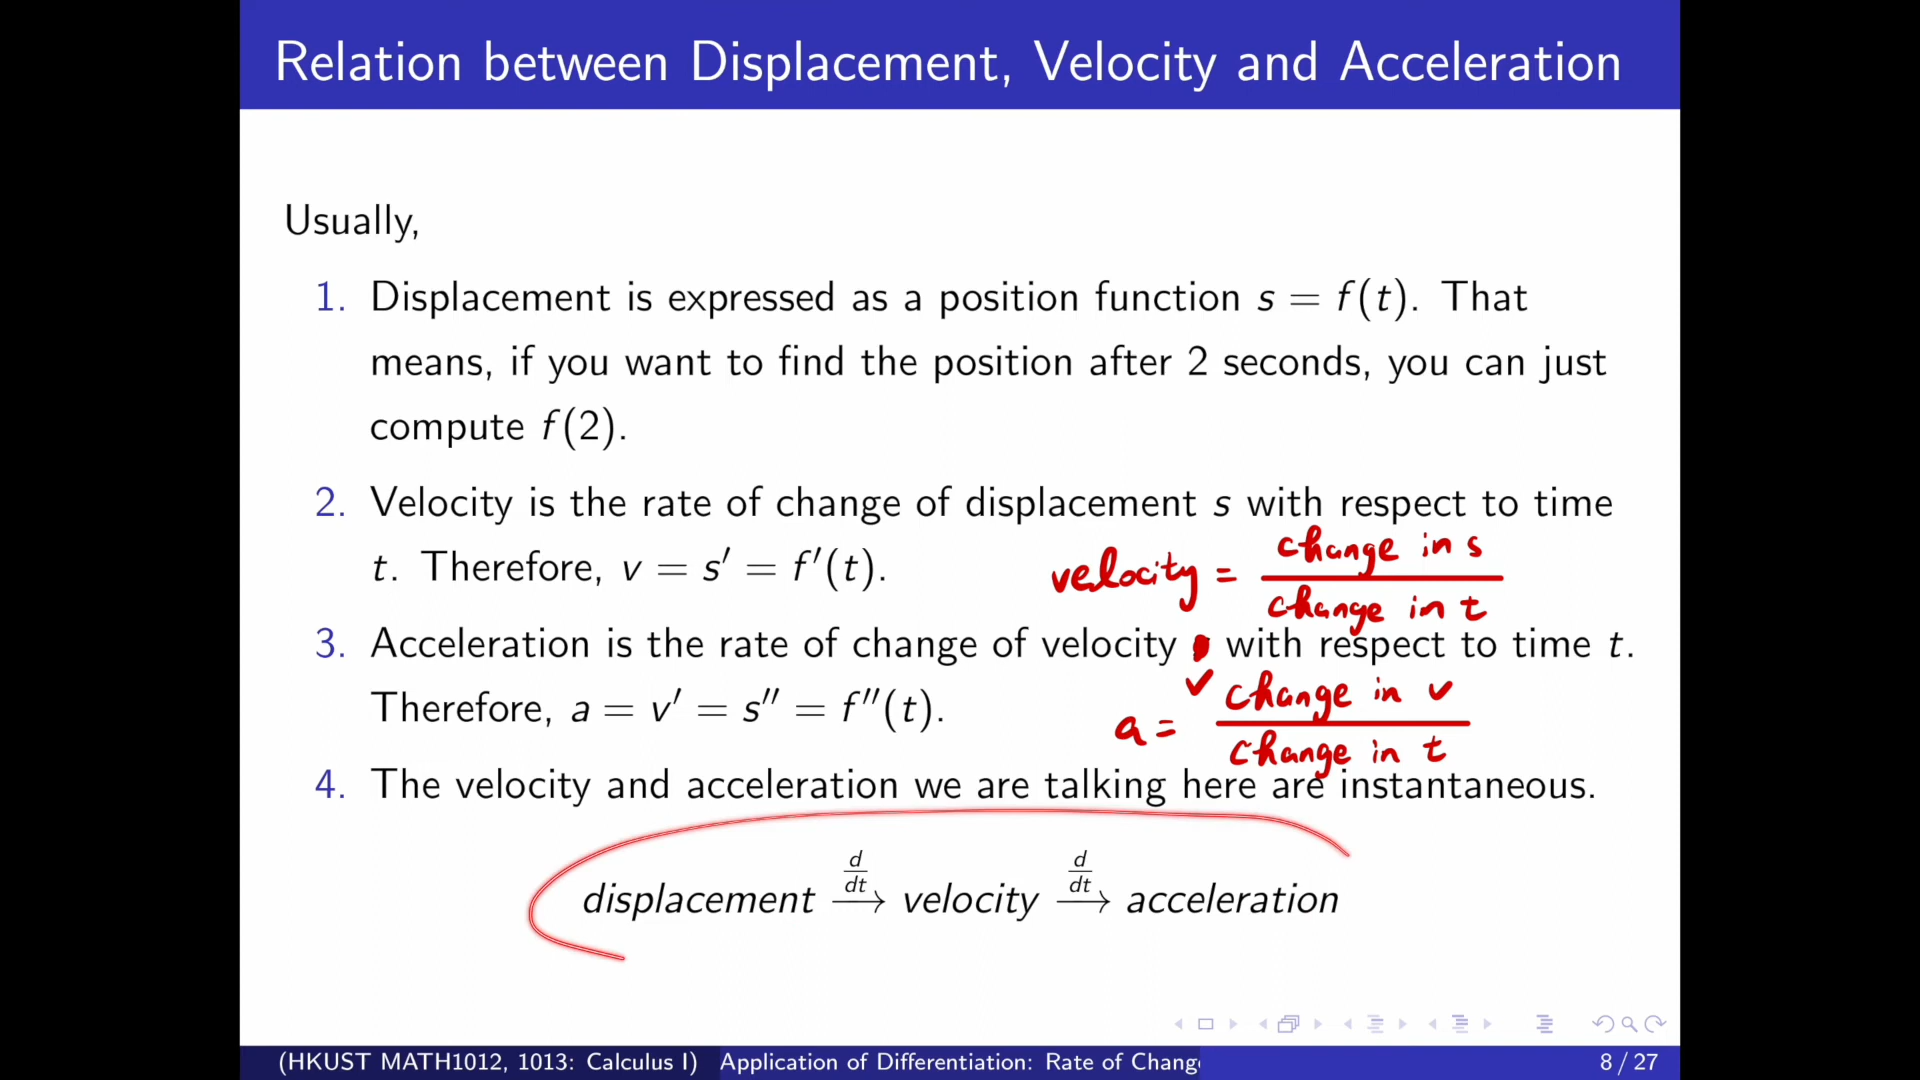 Relation between Displacement, Velocity and Acceleration
Usually,
1. Displacement is expressed as a position function s = f(t). That
means, if you want to find the position after 2 seconds, you can just
compute f(2).
2. Velocity is the rate of change of displacement s with respect to time
t. Therefore, v = s′ = f′(t).
velocity = change in s / change in t
3. Acceleration is the rate of change of velocity v with respect to time t.
Therefore, a = v′ = s″ = f″(t).
a = change in v / change in t
4. The velocity and acceleration we are talking here are instantaneous.
displacement d/dt → velocity d/dt → acceleration
(HKUST MATH1012, 1013: Calculus I) Application of Differentiation: Rate of Chang 8 / 27